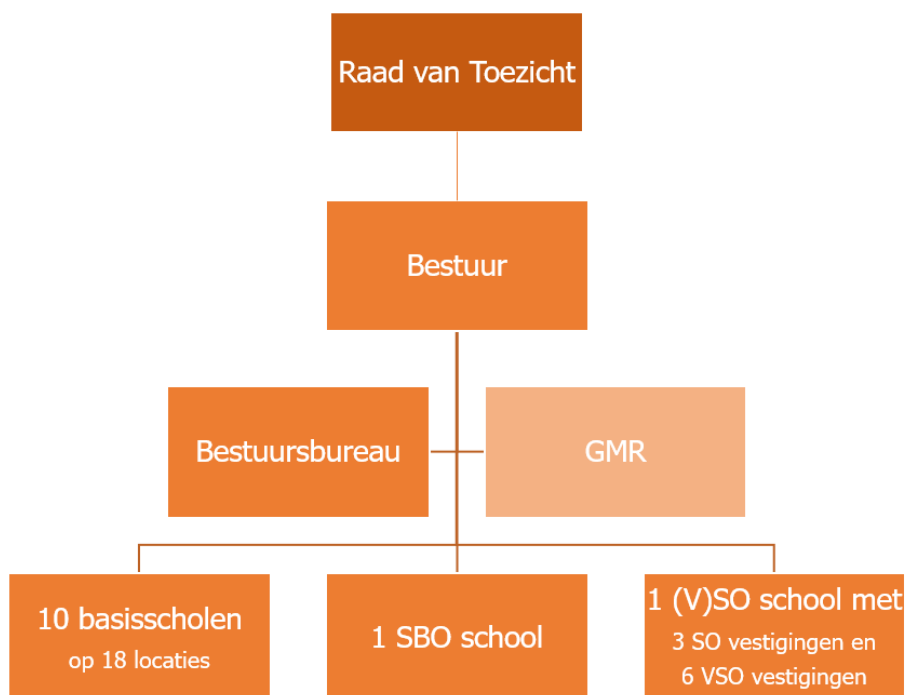 Raad van Toezicht
Bestuur
Bestuursbureau
GMR
10 basisscholen
op 18 locaties
1 SBO school
1 (V)SO school met
3 SO vestigingen en
6 VSO vestigingen